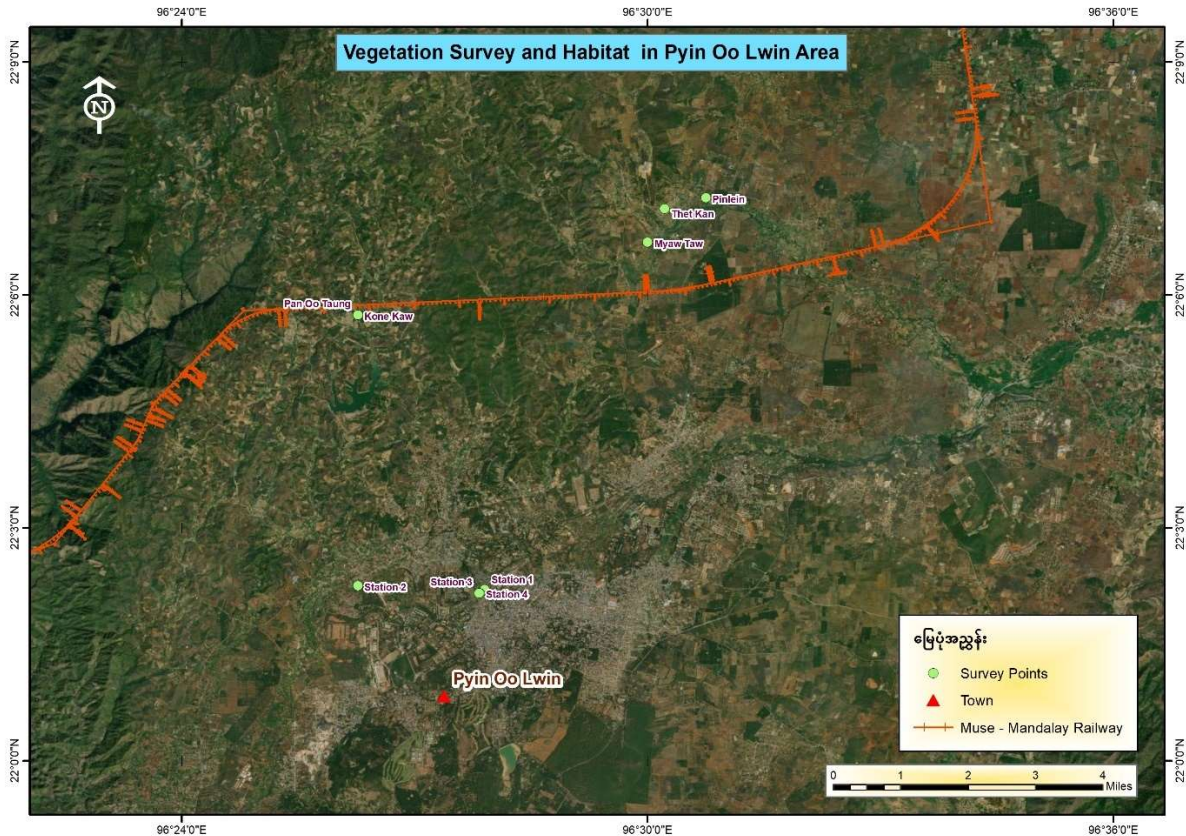 96°24'0"E
96°30'0"E
96°36'0"E
Vegetation Survey and Habitat in Pyin Oo Lwin Area
22°9'0"N
22°9'0"N
N
Pinlein
Thet Kan
Myaw Taw
22°6'0"N
22°6'0"N
Pan Oo Taung
Kone Kaw
22°3'0"N
22°3'0"N
Station 2
Station 3
Station 1
Station 4
Pyin Oo Lwin
မြေပုံအညွှန်း
Survey Points
Town
Muse - Mandalay Railway
22°0'0"N
22°0'0"N
0 1 2 3 4
Miles
96°24'0"E
96°30'0"E
96°36'0"E